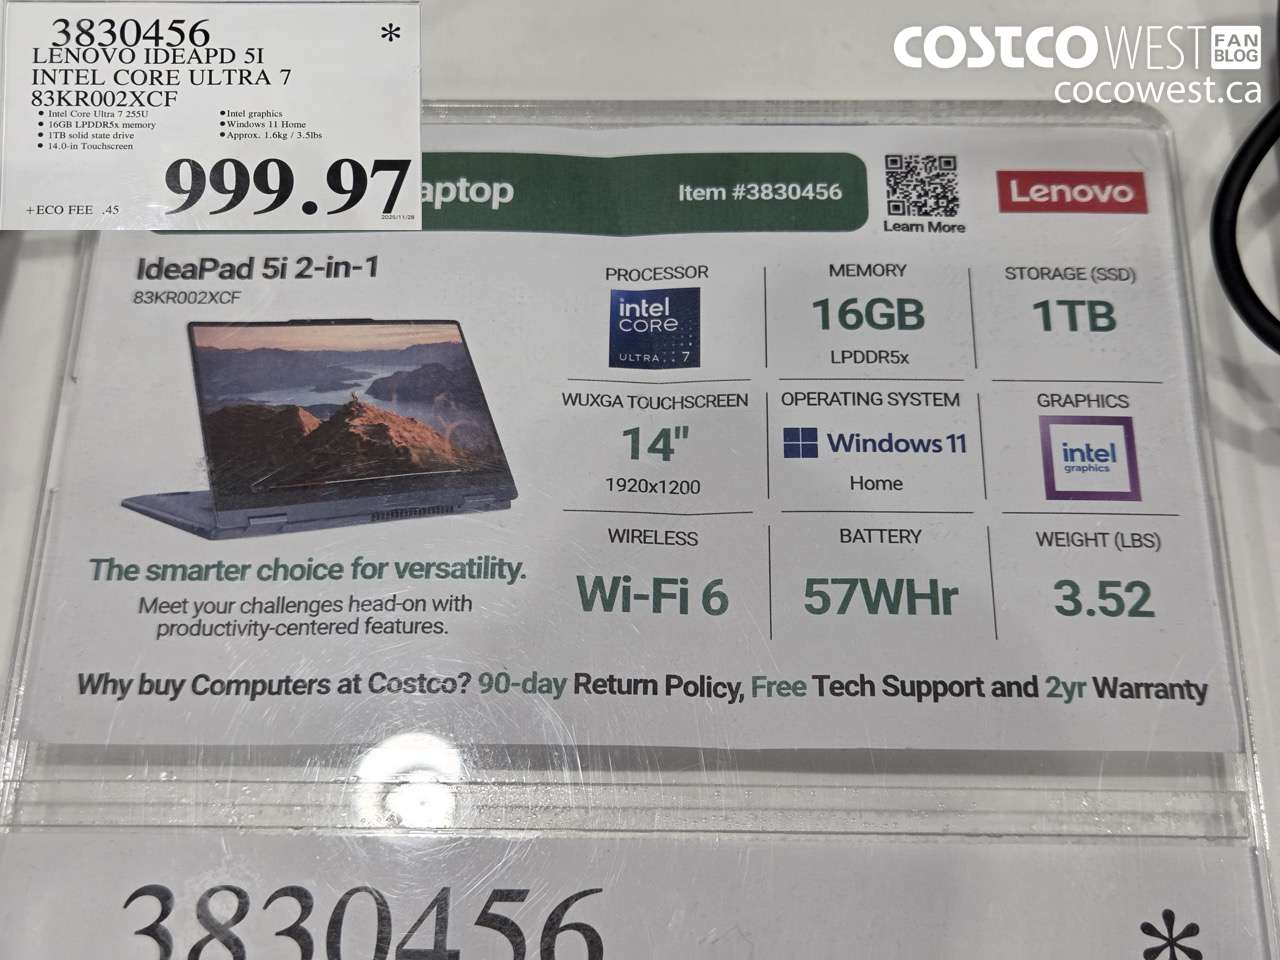 3830456 *
LENOVO IDEAPD 5I
INTEL CORE ULTRA 7
83KR002XCF
• Intel Core Ultra 7 255U
• 16GB LPDDR5x memory
• 1TB solid state drive
• 14.0-in Touchscreen
• Intel graphics
• Windows 11 Home
• Approx. 1.6kg / 3.5lbs
999.97
+ECO FEE .45
2025/11/28
COSTCO WEST FAN BLOG
cocowest.ca
aptop
Item #3830456
Learn More
Lenovo
IdeaPad 5i 2-in-1
83KR002XCF
PROCESSOR
intel
CORE
ULTRA 7
MEMORY
16GB
LPDDR5x
STORAGE (SSD)
1TB
WUXGA TOUCHSCREEN
14"
1920x1200
OPERATING SYSTEM
Windows 11
Home
GRAPHICS
intel
graphics
WIRELESS
Wi-Fi 6
BATTERY
57WHr
WEIGHT (LBS)
3.52
The smarter choice for versatility.
Meet your challenges head-on with
productivity-centered features.
Why buy Computers at Costco? 90-day Return Policy, Free Tech Support and 2yr Warranty
3830456 *